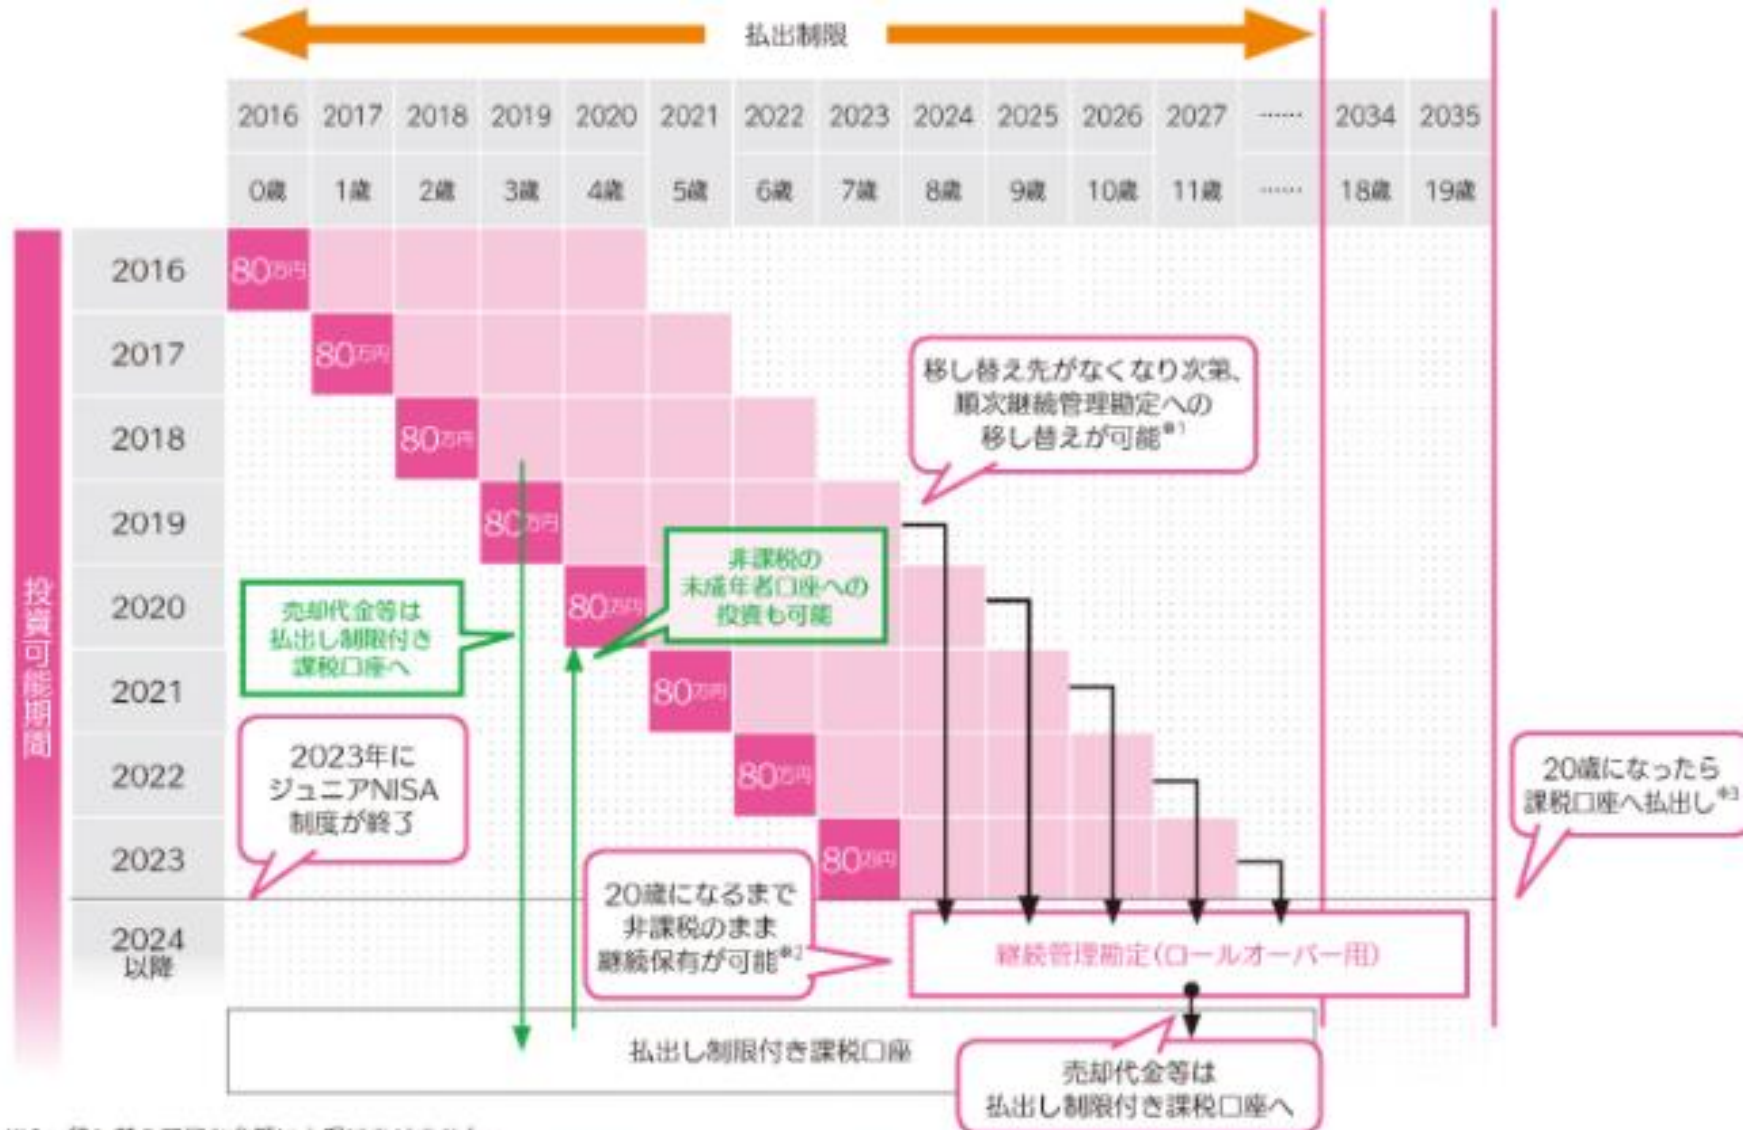 払出制限
2016 2017 2018 2019 2020 2021 2022 2023 2024 2025 2026 2027 …… 2034 2035
0歳 1歳 2歳 3歳 4歳 5歳 6歳 7歳 8歳 9歳 10歳 11歳 …… 18歳 19歳
投資可能期間
2016 80万円
2017 80万円
2018 80万円
2019 80万円
2020 80万円
2021 80万円
2022 80万円
2023 80万円
2024
以降
移し替え先がなくなり次第、
順次継続管理勘定への
移し替えが可能※1
非課税の
未成年者口座への
投資も可能
売却代金等は
払出し制限付き
課税口座へ
2023年に
ジュニアNISA
制度が終了
20歳になるまで
非課税のまま
継続保有が可能※2
20歳になったら
課税口座へ払出し※3
継続管理勘定(ロールオーバー用)
払出し制限付き課税口座
売却代金等は
払出し制限付き課税口座へ